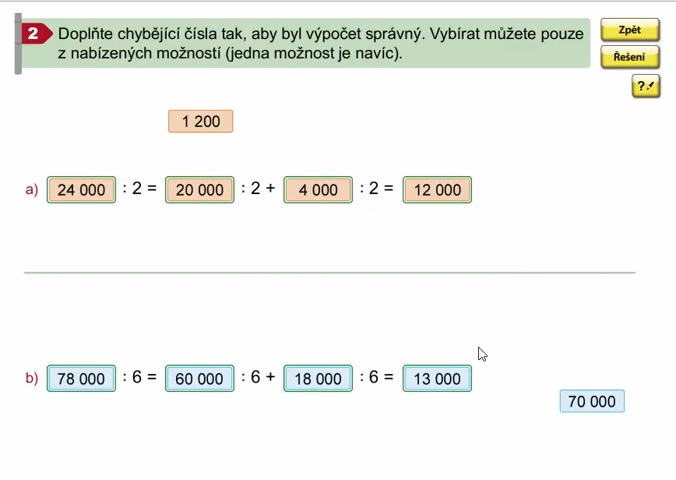 2 Doplňte chybějící čísla tak, aby byl výpočet správný. Vybírat můžete pouze
z nabízených možností (jedna možnost je navíc).
Zpět
Řešení
?
1 200
a) 24 000 : 2 = 20 000 : 2 + 4 000 : 2 = 12 000
b) 78 000 : 6 = 60 000 : 6 + 18 000 : 6 = 13 000
70 000